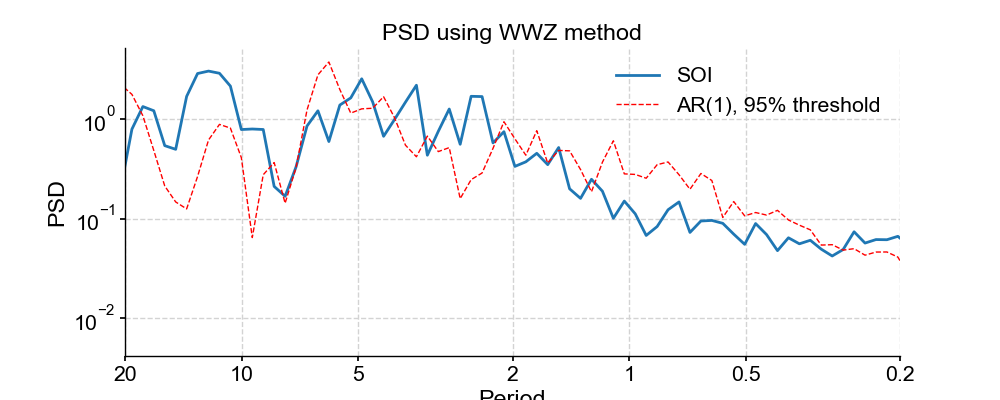 PSD using WWZ method
SOI
AR(1), 95% threshold
PSD
10⁰
10⁻¹
10⁻²
20 10 5 2 1 0.5 0.2
Period